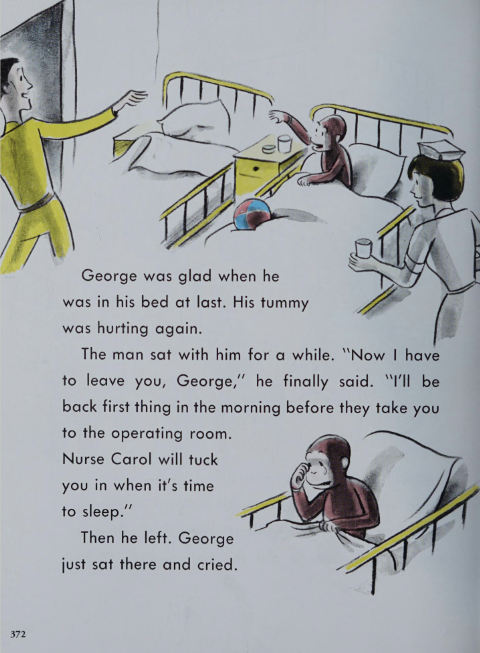 George was glad when he
was in his bed at last. His tummy
was hurting again.
The man sat with him for a while. "Now I have
to leave you, George," he finally said. "I'll be
back first thing in the morning before they take you
to the operating room.
Nurse Carol will tuck
you in when it's time
to sleep."
Then he left. George
just sat there and cried.
372